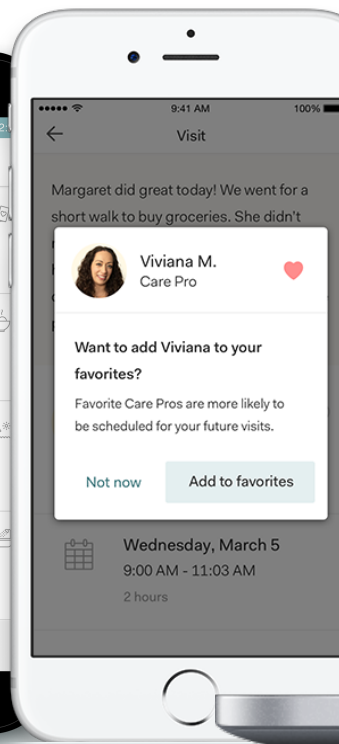 9:41 AM
100%
Visit
Margaret did great today! We went for a
short walk to buy groceries. She didn't
Viviana M.
Care Pro
Want to add Viviana to your
favorites?
Favorite Care Pros are more likely to
be scheduled for your future visits.
Not now
Add to favorites
Wednesday, March 5
9:00 AM - 11:03 AM
2 hours